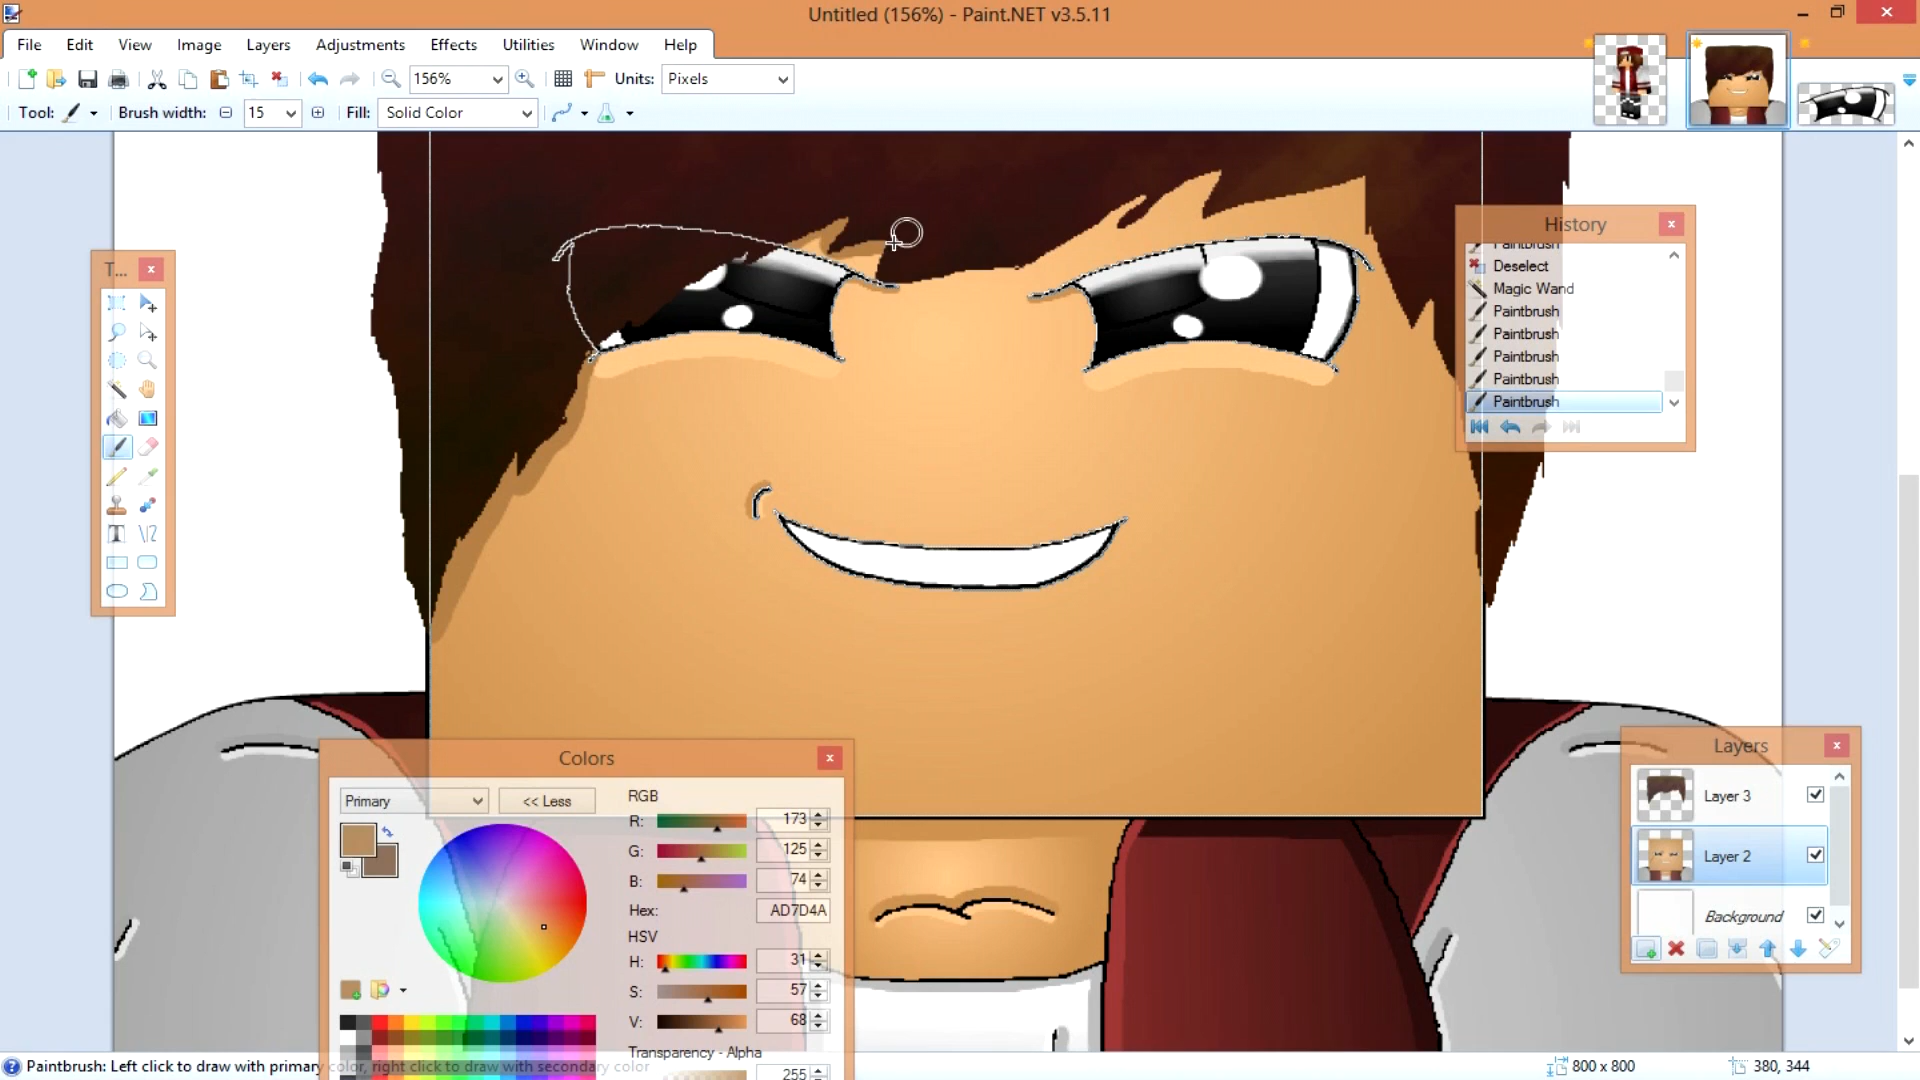 Untitled (156%) - Paint.NET v3.5.11
File Edit View Image Layers Adjustments Effects Utilities Window Help
156% Units: Pixels
Tool: Brush width: 15 Fill: Solid Color
T...
History
Paintbrush
Deselect
Magic Wand
Paintbrush
Paintbrush
Paintbrush
Paintbrush
Paintbrush
Colors
Primary << Less RGB
R: 173
G: 125
B: 74
Hex: AD7D4A
HSV
H: 31
S: 57
V: 68
Transparency - Alpha
255
Layers
Layer 3
Layer 2
Background
Paintbrush: Left click to draw with primary color, right click to draw with secondary color
800 x 800 380, 344